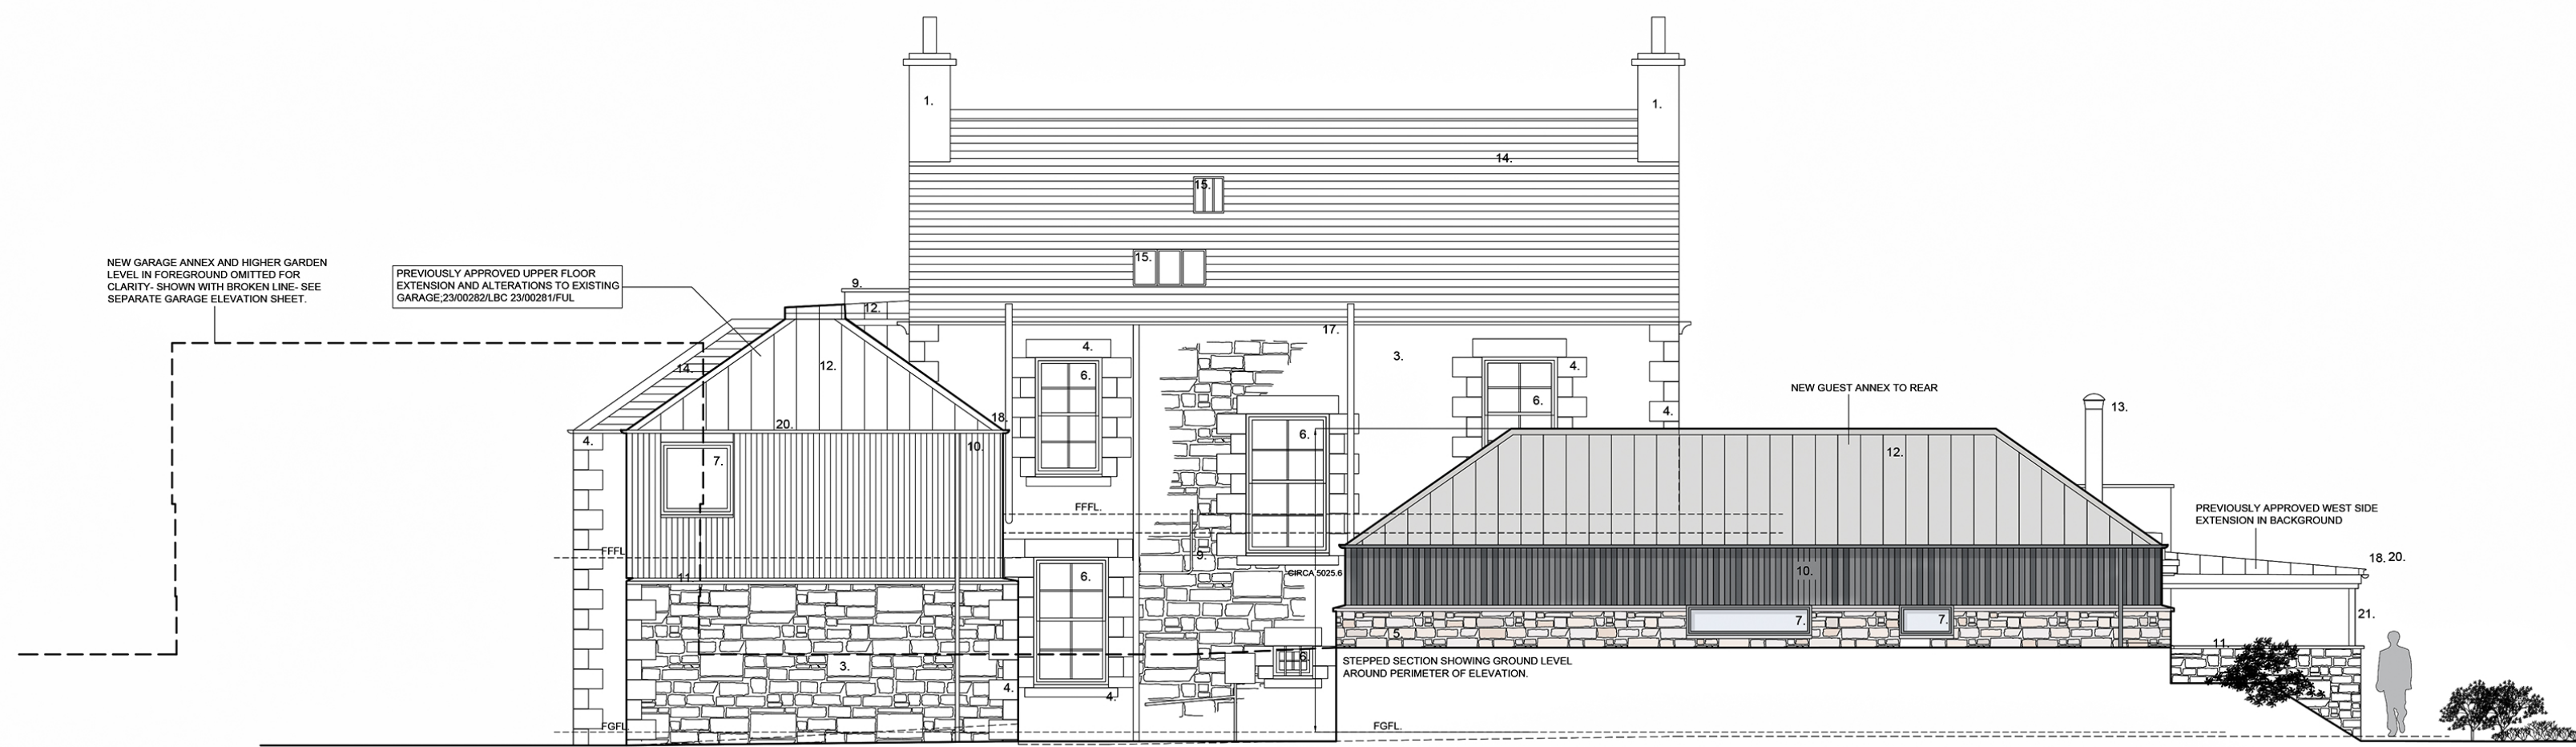 1.
1.
14.
15.
15.
NEW GARAGE ANNEX AND HIGHER GARDEN
LEVEL IN FOREGROUND OMITTED FOR
CLARITY- SHOWN WITH BROKEN LINE- SEE
SEPARATE GARAGE ELEVATION SHEET.
PREVIOUSLY APPROVED UPPER FLOOR
EXTENSION AND ALTERATIONS TO EXISTING
GARAGE;23/00282/LBC 23/00281/FUL
9.
12.
17.
4.
3.
14.
12.
6.
4.
6.
NEW GUEST ANNEX TO REAR
13.
4.
18.
20.
4.
10.
6.
12.
7.
FFFL.
PREVIOUSLY APPROVED WEST SIDE
EXTENSION IN BACKGROUND
FFFL
9.
18. 20.
11.
6.
CIRCA 5025.6
10.
21.
7.
7.
5.
11.
3.
6.
STEPPED SECTION SHOWING GROUND LEVEL
AROUND PERIMETER OF ELEVATION.
4.
4.
FGFL
FGFL.